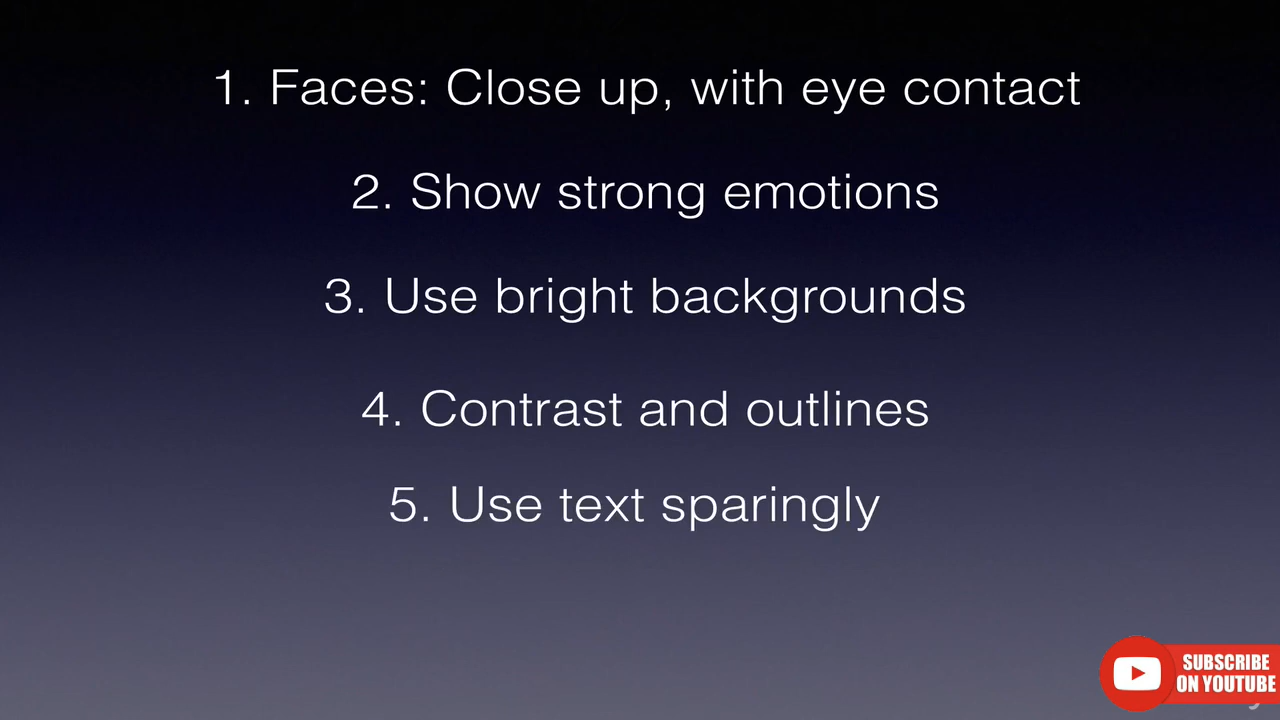 1. Faces: Close up, with eye contact
2. Show strong emotions
3. Use bright backgrounds
4. Contrast and outlines
5. Use text sparingly
SUBSCRIBE
ON YOUTUBE